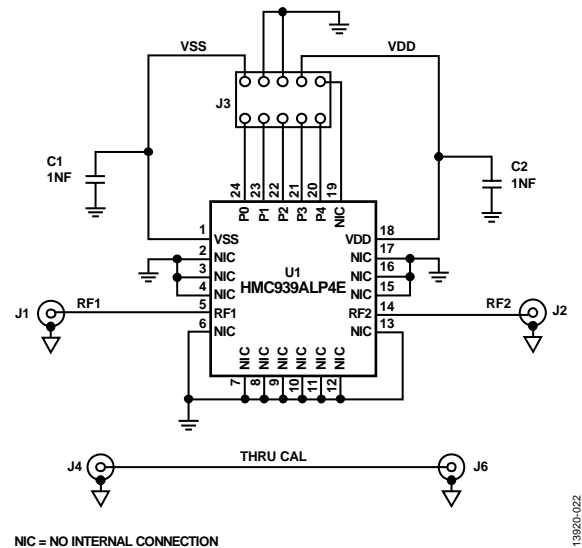 VSS
VDD
J3
C1
1NF
C2
1NF
24
23
22
21
20
19
P0
P1
P2
P3
P4
NIC
1
VSS
VDD
18
2
NIC
NIC
17
3
NIC
NIC
16
4
NIC
NIC
15
U1
HMC939ALP4E
J1
RF1
5
RF1
RF2
14
RF2
J2
6
NIC
NIC
13
NIC
NIC
NIC
NIC
NIC
NIC
7
8
9
10
11
12
J4
THRU CAL
J6
NIC = NO INTERNAL CONNECTION
13920-022